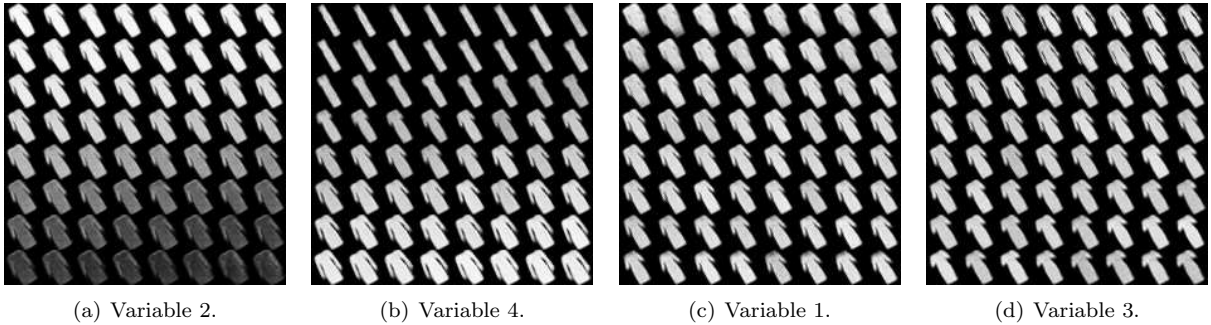 (a) Variable 2.
(b) Variable 4.
(c) Variable 1.
(d) Variable 3.